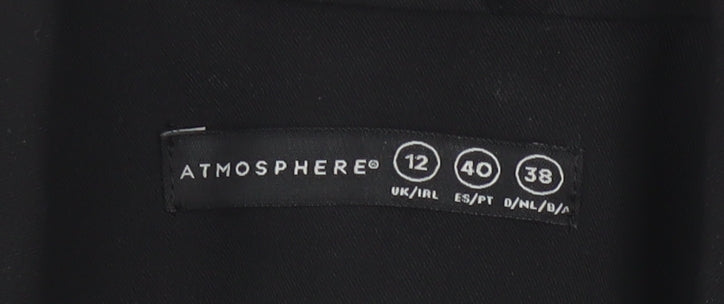 ATMOSPHERE® 12 40 38
UK/IRL ES/PT D/NL/B/A